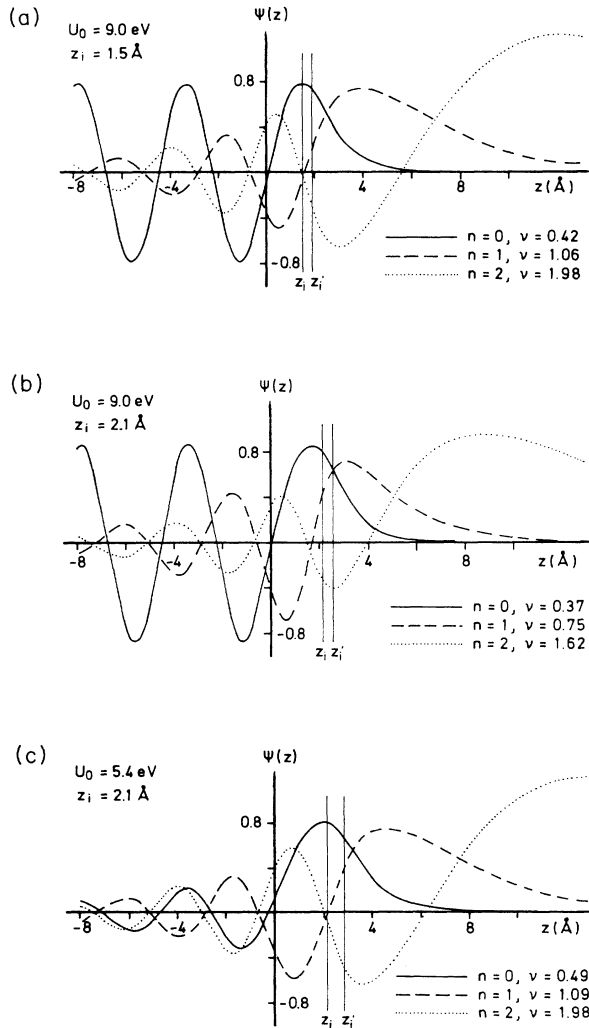 (a)
U₀ = 9.0 eV
zᵢ = 1.5 Å
Ψ(z)
0.8
-8
-4
4
8
z(Å)
-0.8
zᵢ zᵢ'
n = 0, ν = 0.42
n = 1, ν = 1.06
n = 2, ν = 1.98
(b)
U₀ = 9.0 eV
zᵢ = 2.1 Å
Ψ(z)
0.8
-8
-4
4
8
z(Å)
-0.8
zᵢ zᵢ'
n = 0, ν = 0.37
n = 1, ν = 0.75
n = 2, ν = 1.62
(c)
U₀ = 5.4 eV
zᵢ = 2.1 Å
Ψ(z)
0.8
-8
-4
4
8
z(Å)
-0.8
zᵢ zᵢ'
n = 0, ν = 0.49
n = 1, ν = 1.09
n = 2, ν = 1.98